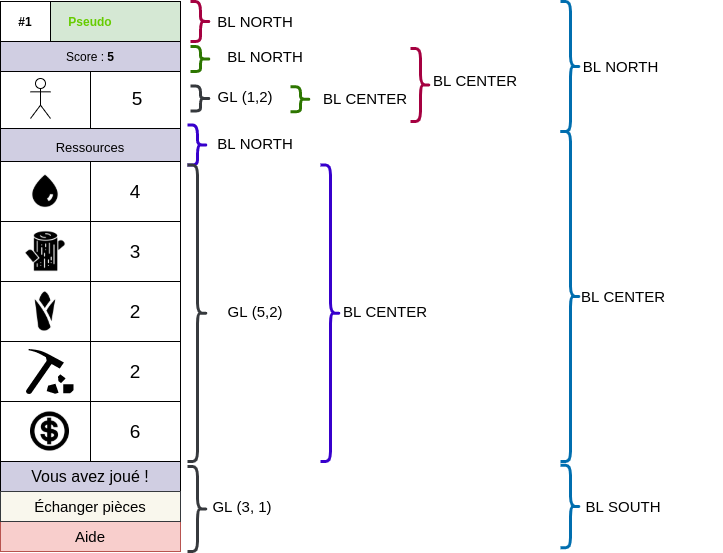 #1 Pseudo BL NORTH
Score : 5 BL NORTH
BL CENTER
BL NORTH
5 GL (1,2) BL CENTER
Ressources BL NORTH
4
3
2 GL (5,2) BL CENTER BL CENTER
2
6
Vous avez joué !
Échanger pièces GL (3, 1) BL SOUTH
Aide